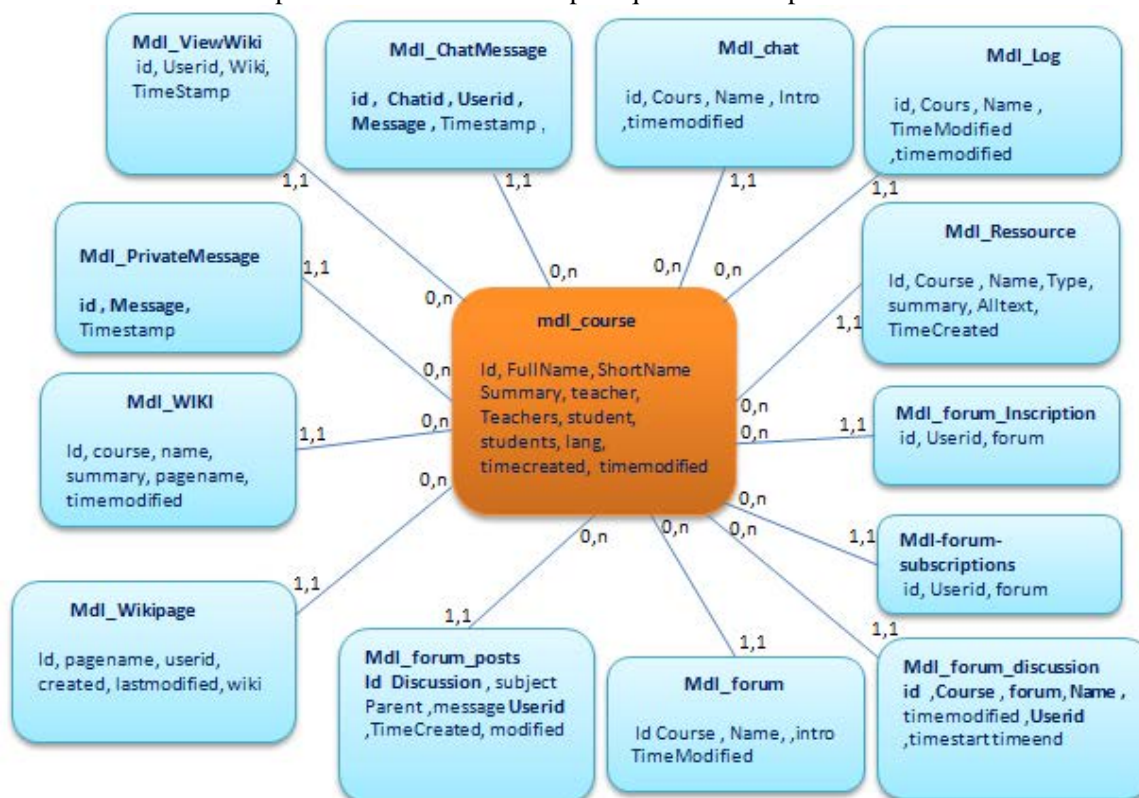 Mdl_ViewWiki
id, Userid, Wiki,
TimeStamp
Mdl_ChatMessage
id , Chatid , Userid ,
Message , Timestamp ,
Mdl_chat
id, Cours , Name , Intro
,timemodified
Mdl_Log
id, Cours , Name ,
TimeModified
,timemodified
1,1
1,1
1,1
1,1
Mdl_PrivateMessage
id , Message,
Timestamp
1,1
0,n
0,n
0,n
0,n
Mdl_Ressource
Id, Course , Name, Type,
summary, Alltext,
TimeCreated
1,1
mdl_course
Id, FullName, ShortName
Summary, teacher,
Teachers, student,
students, lang,
timecreated, timemodified
0,n
0,n
0,n
0,n
0,n
Mdl_WIKI
Id, course, name,
summary, pagename,
timemodified
1,1
Mdl_forum_Inscription
id, Userid, forum
1,1
0,n
0,n
0,n
0,n
Mdl-forum-
subscriptions
id, Userid, forum
1,1
Mdl_Wikipage
Id, pagename, userid,
created, lastmodified, wiki
1,1
Mdl_forum_posts
Id Discussion , subject
Parent ,message Userid
,TimeCreated, modified
1,1
Mdl_forum
Id Course , Name, ,intro
TimeModified
1,1
Mdl_forum_discussion
id ,Course , forum, Name ,
timemodified ,Userid
,timestart timeend
1,1